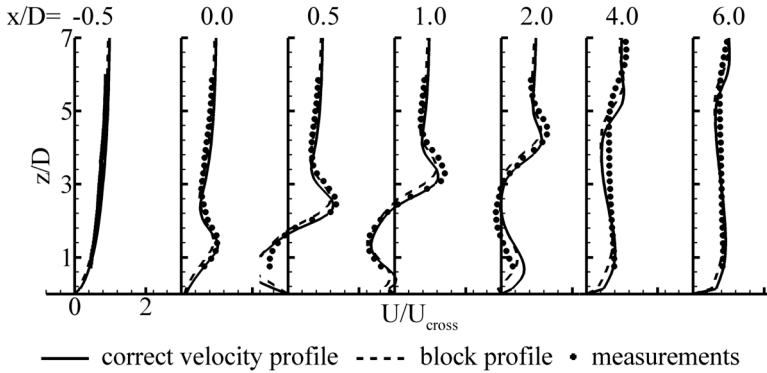 x/D= -0.5 0.0 0.5 1.0 2.0 4.0 6.0
7
5
z/D
3
1
0 2
U/Ucross
correct velocity profile block profile measurements